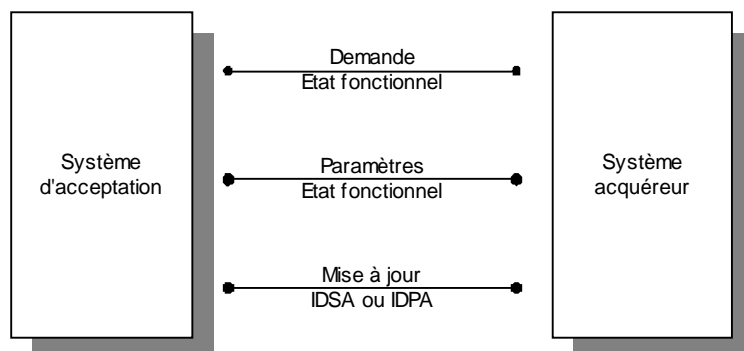 Demande
Etat fonctionnel
Système
d'acceptation
Paramètres
Etat fonctionnel
Système
acquéreur
Mise à jour
IDSA ou IDPA